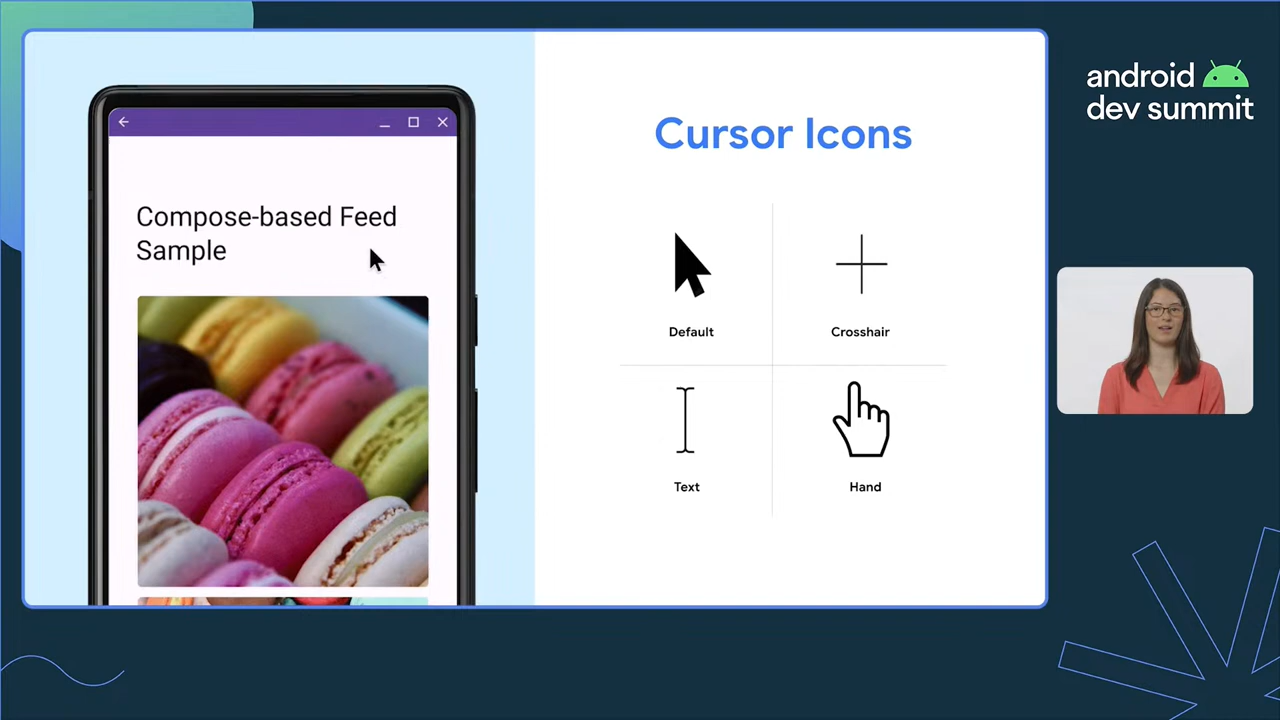 Compose-based Feed
Sample
Cursor Icons
Default
Crosshair
Text
Hand
android
dev summit